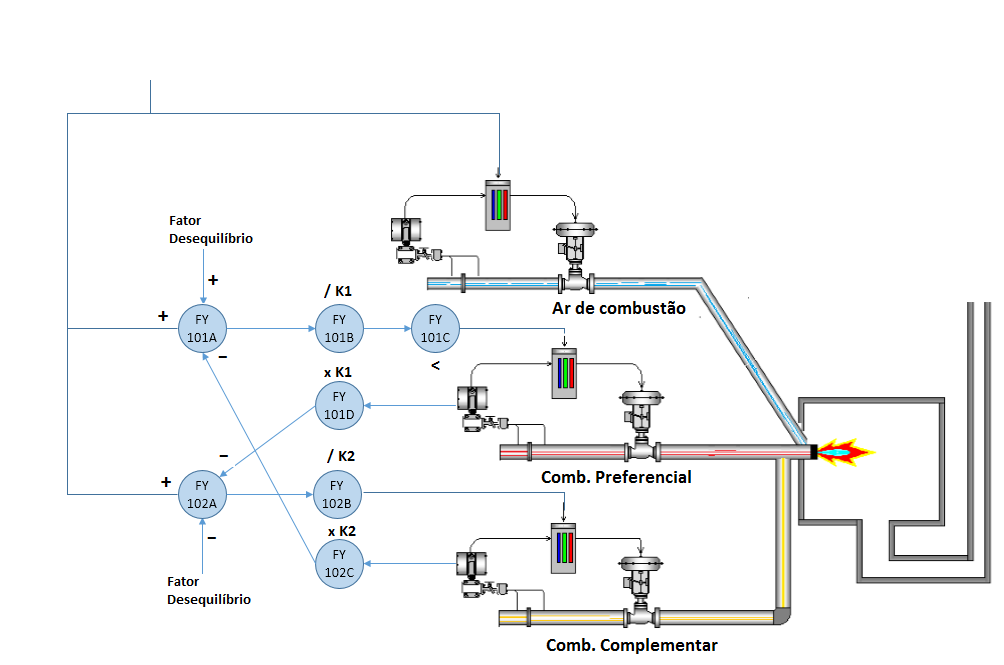 Fator
Desequilíbrio
+
/ K1
Ar de combustão
+
FY
101A
FY
101B
FY
101C
−
<
x K1
FY
101D
−
/ K2
Comb. Preferencial
+
FY
102A
FY
102B
−
x K2
FY
102C
Fator
Desequilíbrio
Comb. Complementar